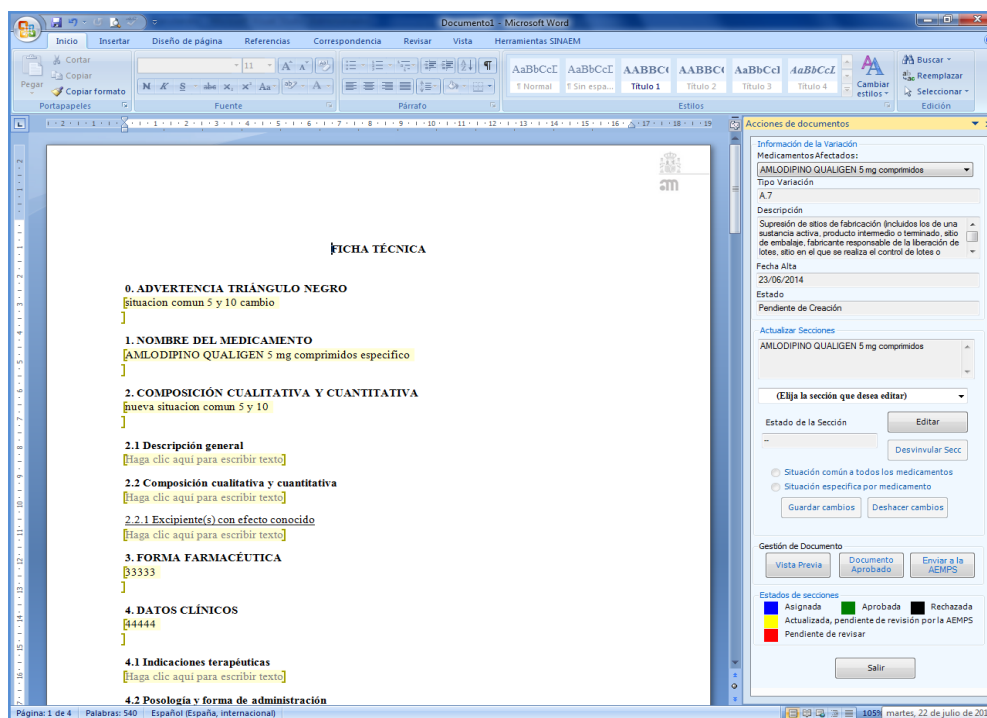 Documento1 - Microsoft Word
Inicio Insertar Diseño de página Referencias Correspondencia Revisar Vista Herramientas SINAEM
Pegar
Cortar
Copiar
Copiar formato
Portapapeles
11
N K S abe x, x² Aa
Fuente
Párrafo
AaBbCcD AaBbCcD AABBC AABBC AaBbCcI AaBbCcL
¶ Normal ¶ Sin espa... Título 1 Título 2 Título 3 Título 4
Cambiar estilos
Estilos
Buscar
Reemplazar
Seleccionar
Edición
FICHA TÉCNICA
0. ADVERTENCIA TRIÁNGULO NEGRO
situacion comun 5 y 10 cambio
1. NOMBRE DEL MEDICAMENTO
AMLODIPINO QUALIGEN 5 mg comprimidos especifico
2. COMPOSICIÓN CUALITATIVA Y CUANTITATIVA
nueva situacion comun 5 y 10
2.1 Descripción general
[Haga clic aquí para escribir texto]
2.2 Composición cualitativa y cuantitativa
[Haga clic aquí para escribir texto]
2.2.1 Excipiente(s) con efecto conocido
[Haga clic aquí para escribir texto]
3. FORMA FARMACÉUTICA
33333
4. DATOS CLÍNICOS
44444
4.1 Indicaciones terapéuticas
[Haga clic aquí para escribir texto]
4.2 Posología y forma de administración
Acciones de documentos
Información de la Variación
Medicamentos Afectados:
AMLODIPINO QUALIGEN 5 mg comprimidos
Tipo Variación
A.7
Descripción
Supresión de sitios de fabricación (incluidos los de una
sustancia activa, producto intermedio o terminado, sitio
de embalaje, fabricante responsable de la liberación de
lotes, sitio en el que se realiza el control de lotes o
Fecha Alta
23/06/2014
Estado
Pendiente de Creación
Actualizar Secciones
AMLODIPINO QUALIGEN 5 mg comprimidos
(Elija la sección que desea editar)
Estado de la Sección
Editar
--
Desvinvular Secc
Situación común a todos los medicamentos
Situación especifica por medicamento
Guardar cambios Deshacer cambios
Gestión de Documento
Vista Previa
Documento Aprobado
Enviar a la AEMPS
Estados de secciones
Asignada Aprobada Rechazada
Actualizada, pendiente de revisión por la AEMPS
Pendiente de revisar
Salir
Página: 1 de 4 Palabras: 540 Español (España, internacional) 105% martes, 22 de julio de 201